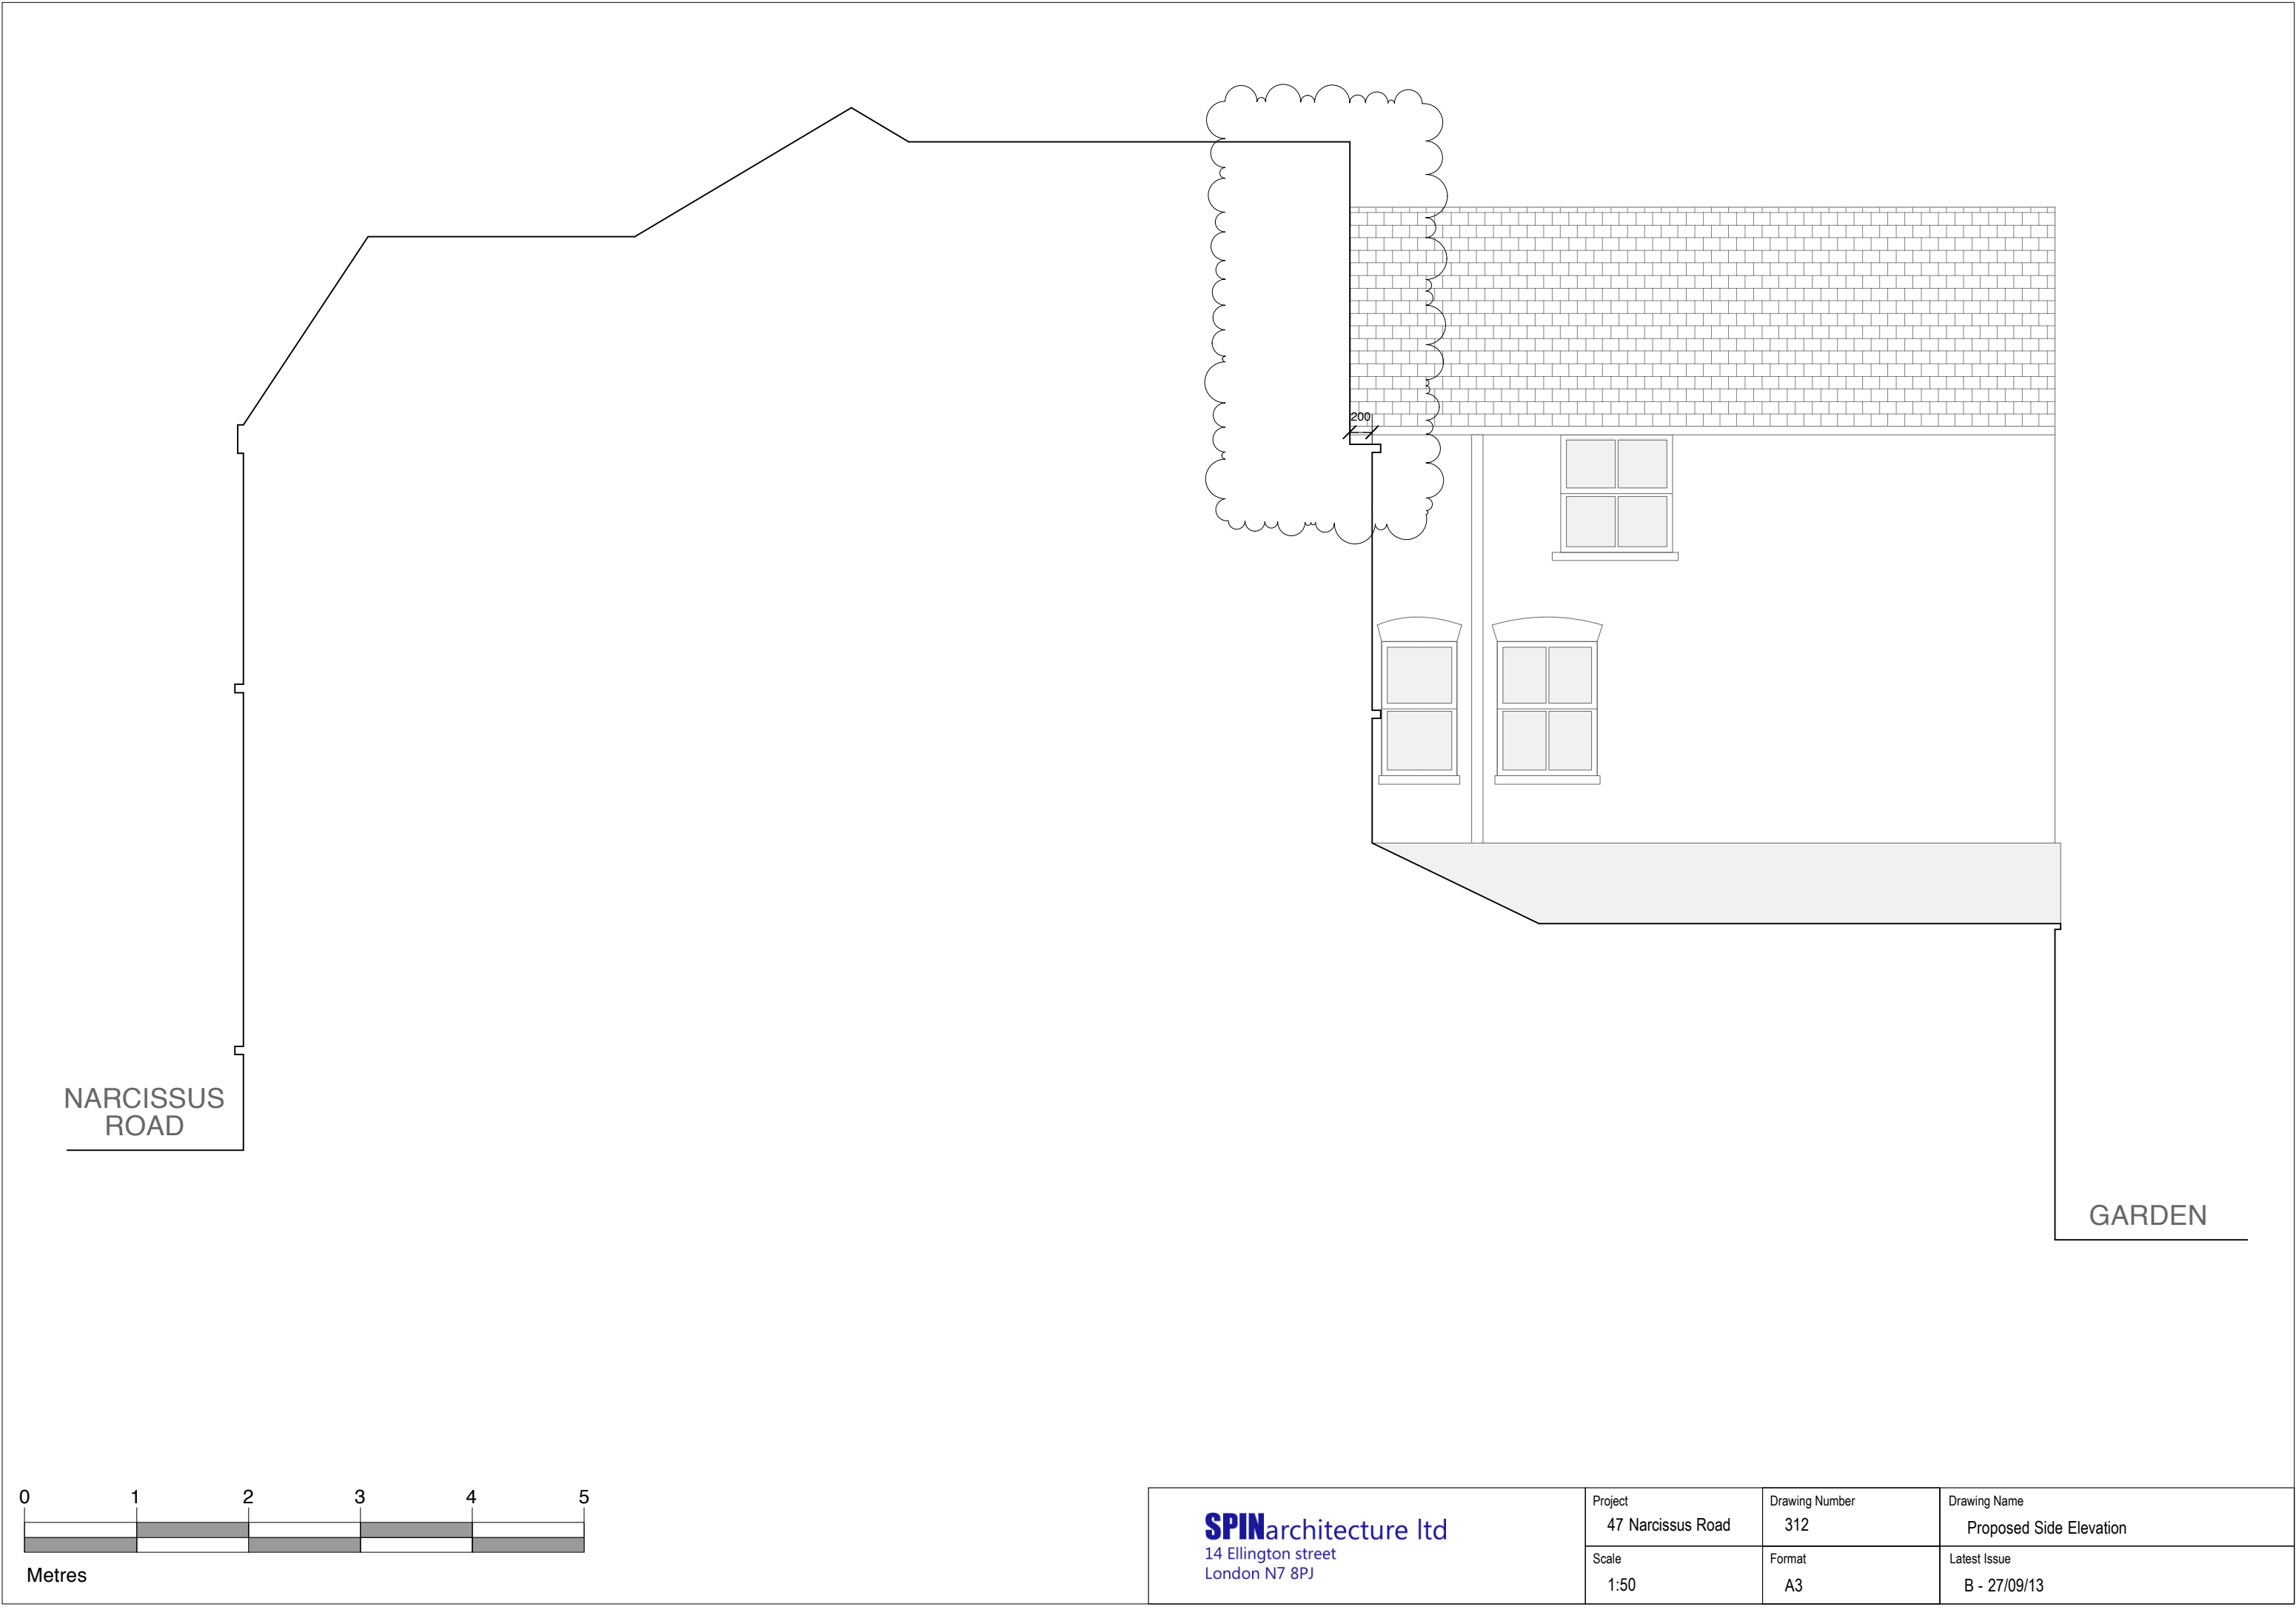 200
NARCISSUS
ROAD
GARDEN
0 1 2 3 4 5
Metres
SPINarchitecture ltd
14 Ellington street
London N7 8PJ
Project
47 Narcissus Road
Drawing Number
312
Drawing Name
Proposed Side Elevation
Scale
1:50
Format
A3
Latest Issue
B - 27/09/13